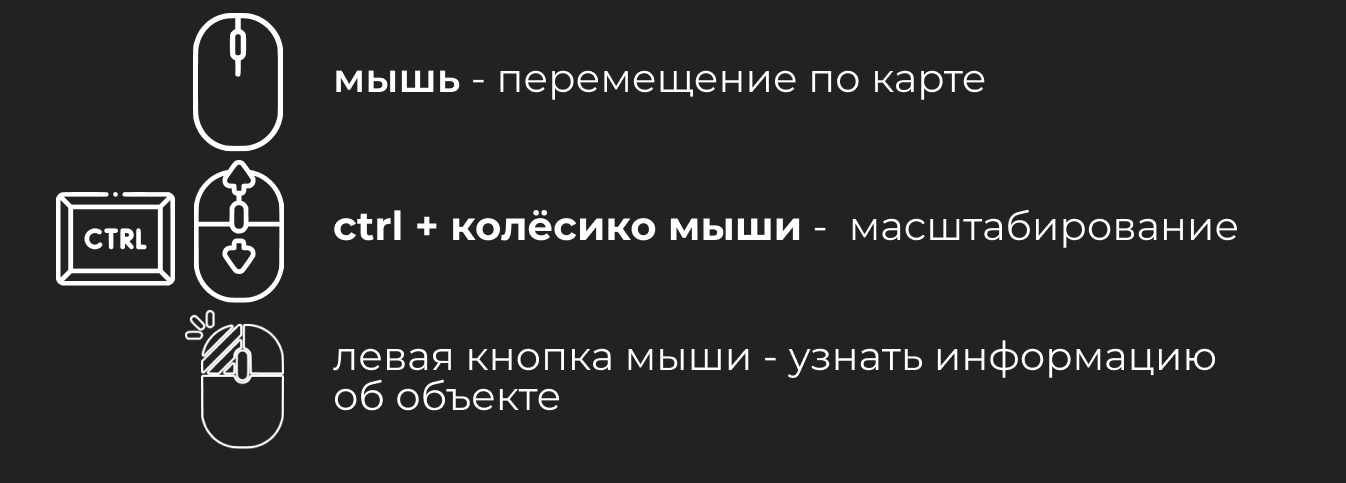 мышь - перемещение по карте
CTRL
ctrl + колёсико мыши - масштабирование
левая кнопка мыши - узнать информацию
об объекте